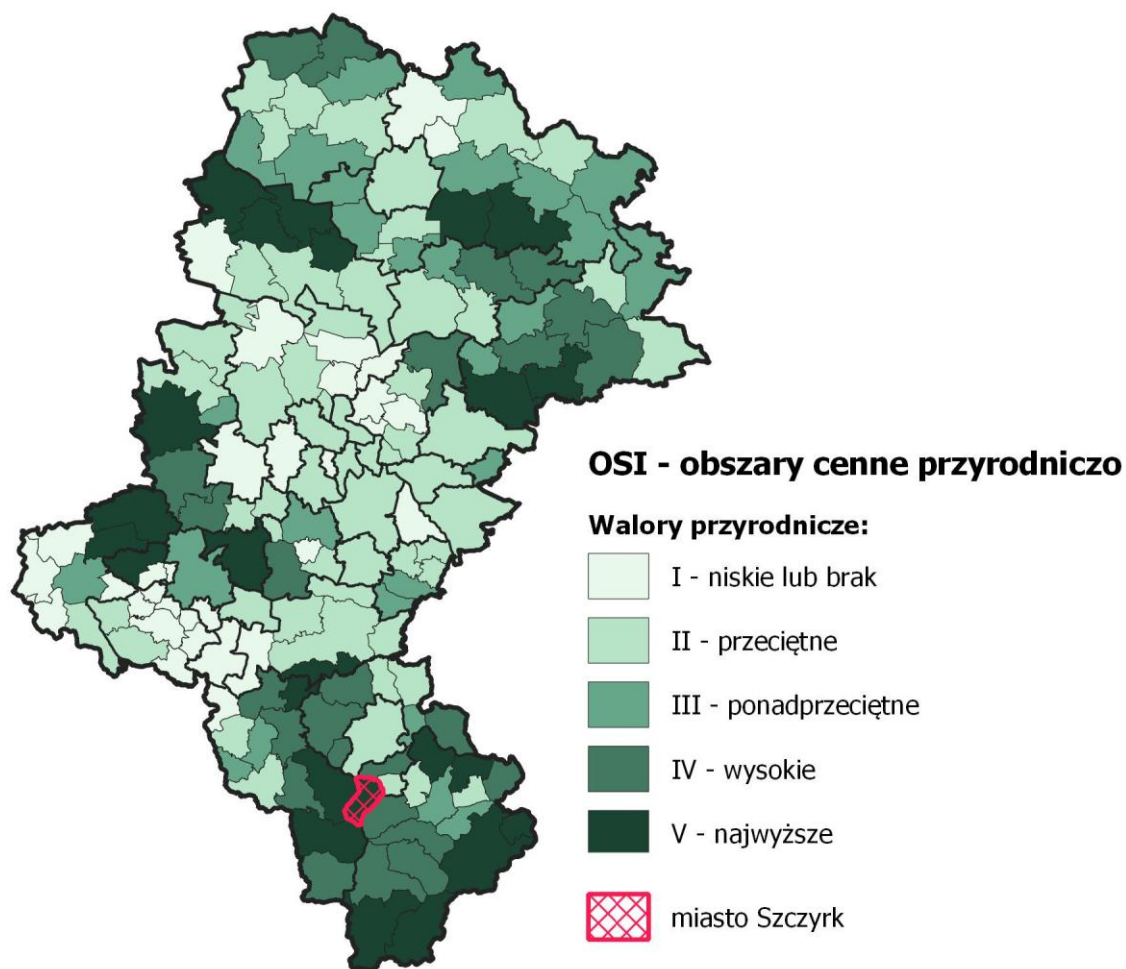 OSI - obszary cenne przyrodniczo
Walory przyrodnicze:
I - niskie lub brak
II - przeciętne
III - ponadprzeciętne
IV - wysokie
V - najwyższe
miasto Szczyrk